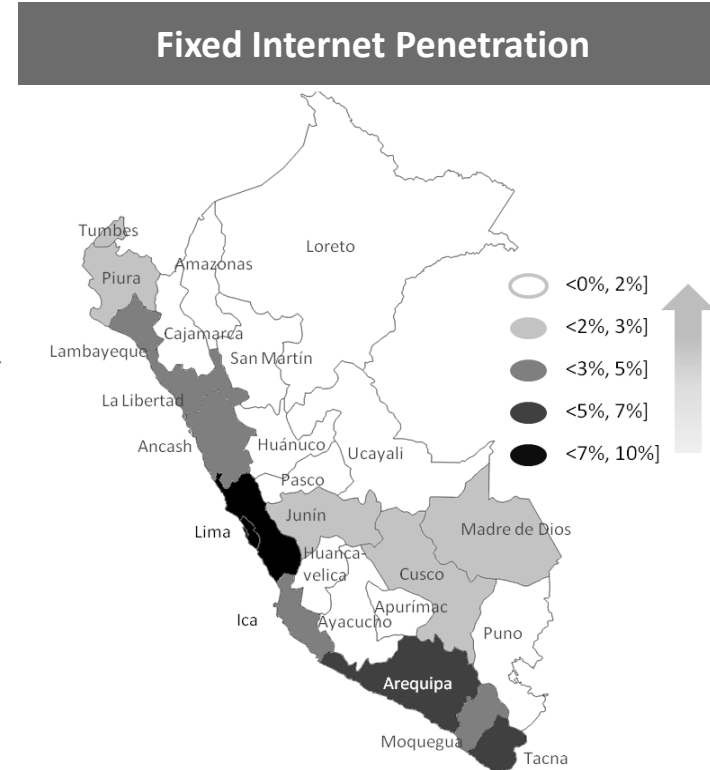 Fixed Internet Penetration
Tumbes
Loreto
Amazonas
Piura
<0%, 2%]
<2%, 3%]
Cajamarca
Lambayeque
San Martín
<3%, 5%]
La Libertad
<5%, 7%]
Ancash
Huánuco
Ucayali
<7%, 10%]
Pasco
Junín
Lima
Madre de Dios
Huanca-
velica
Cusco
Apurímac
Ica
Ayacucho
Puno
Arequipa
Moquegua
Tacna